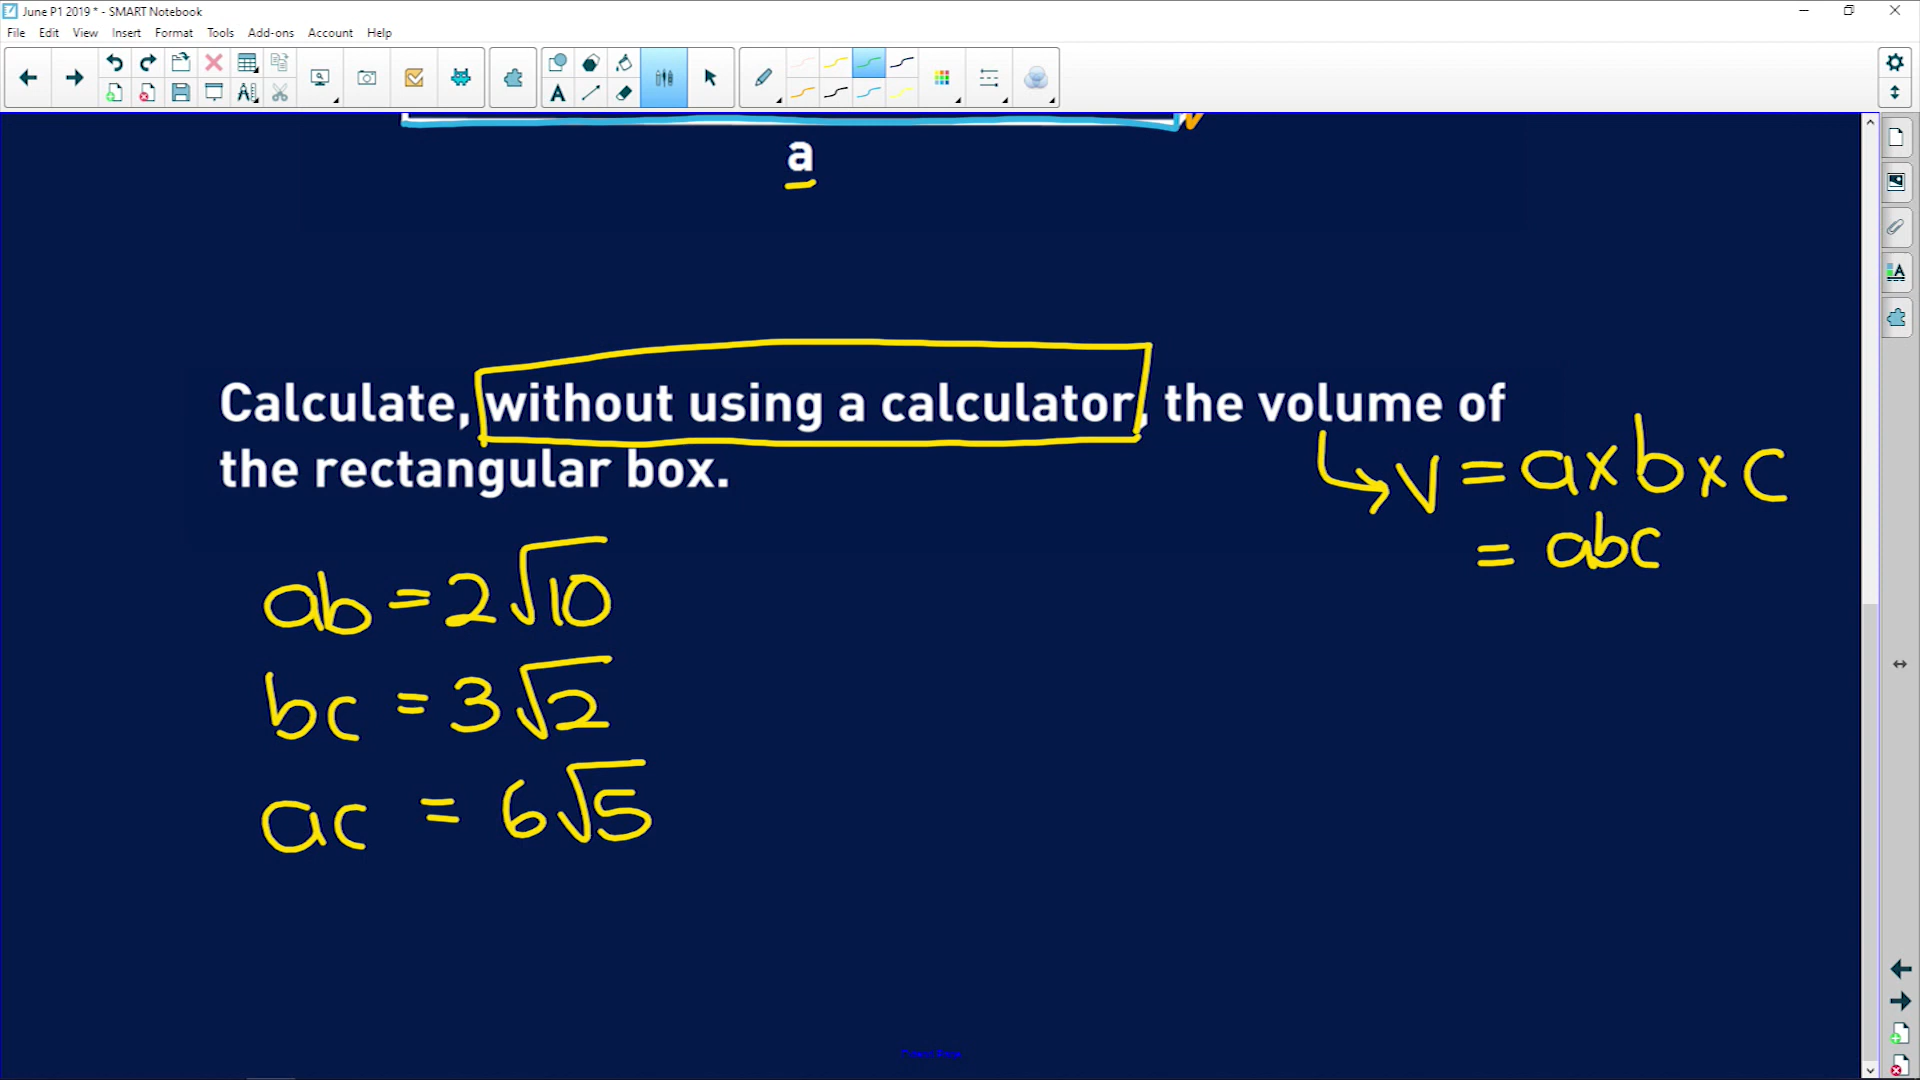 June P1 2019 * - SMART Notebook
File Edit View Insert Format Tools Add-ons Account Help
a
Calculate, without using a calculator, the volume of
the rectangular box.
V = a×b×c
= abc
ab = 2√10
bc = 3√2
ac = 6√5